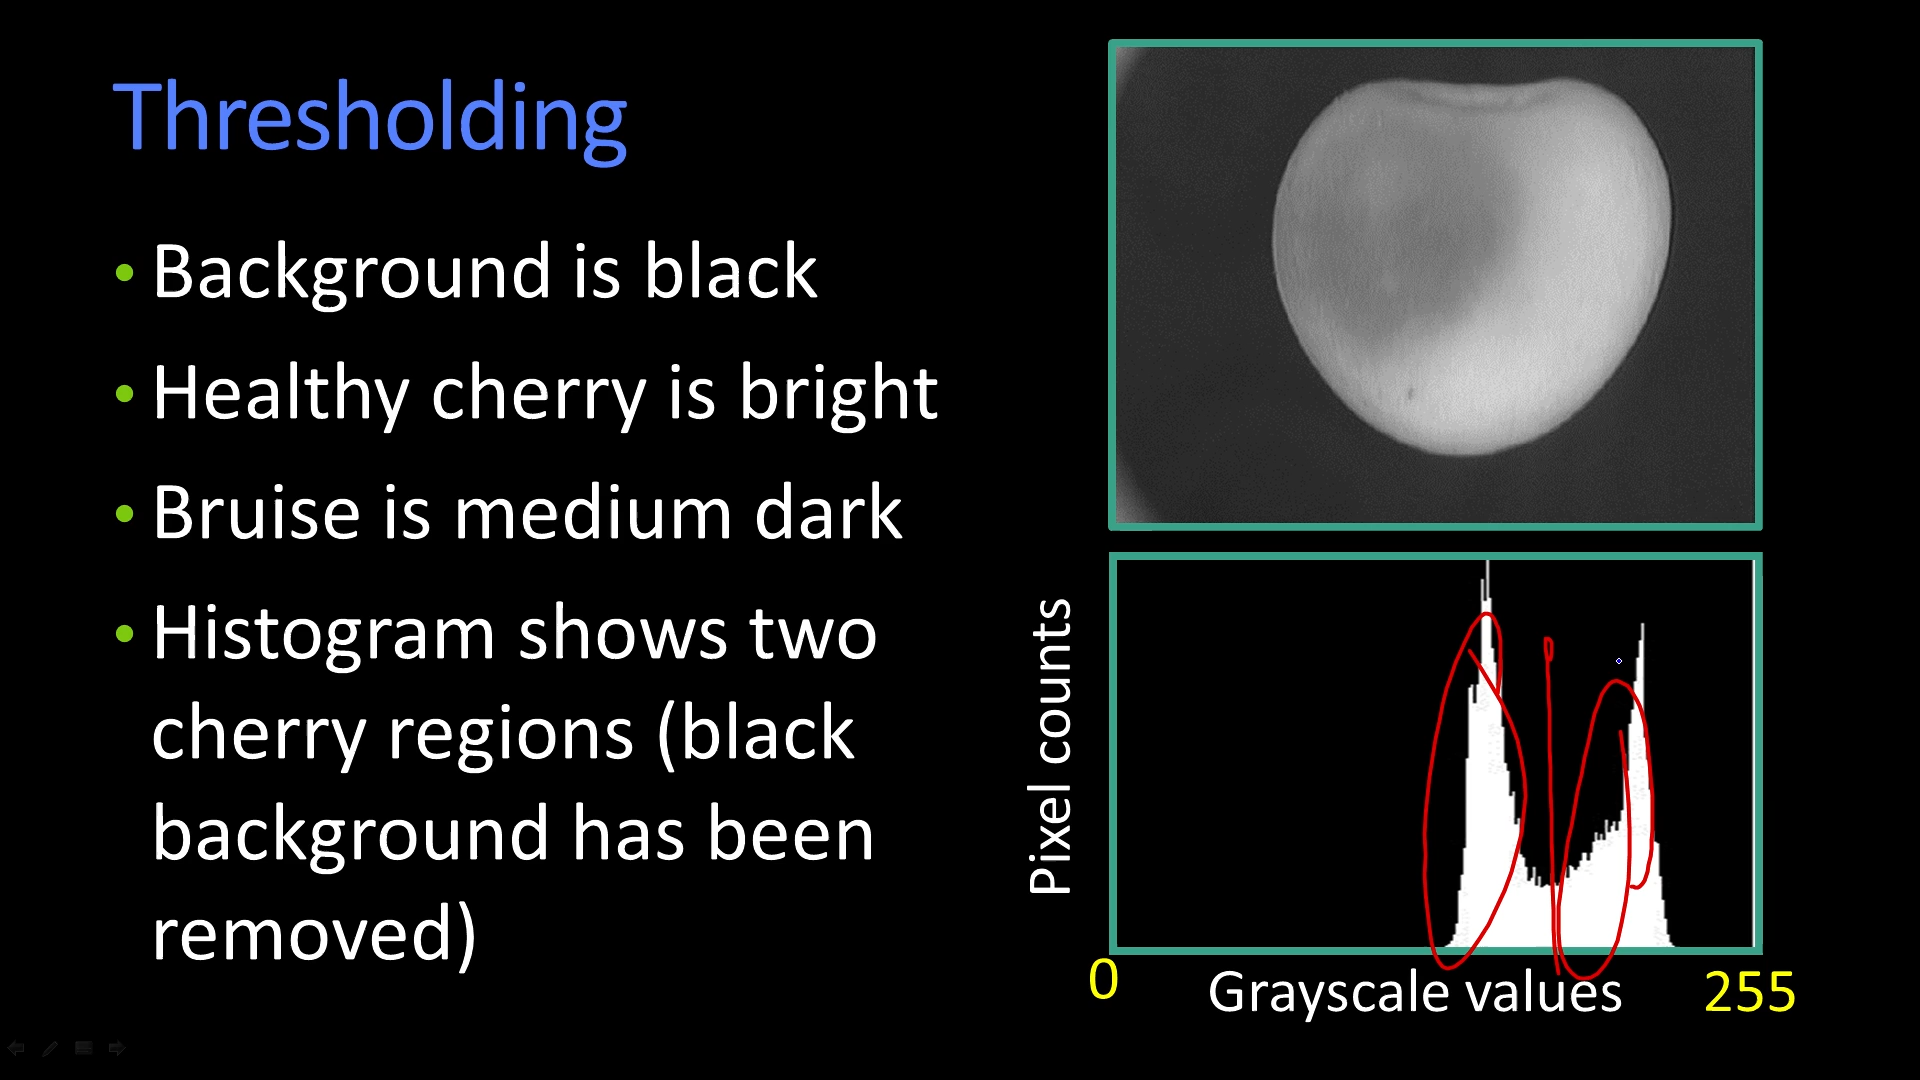 Thresholding
• Background is black
• Healthy cherry is bright
• Bruise is medium dark
• Histogram shows two
cherry regions (black
background has been
removed)
Pixel counts
0
Grayscale values
255